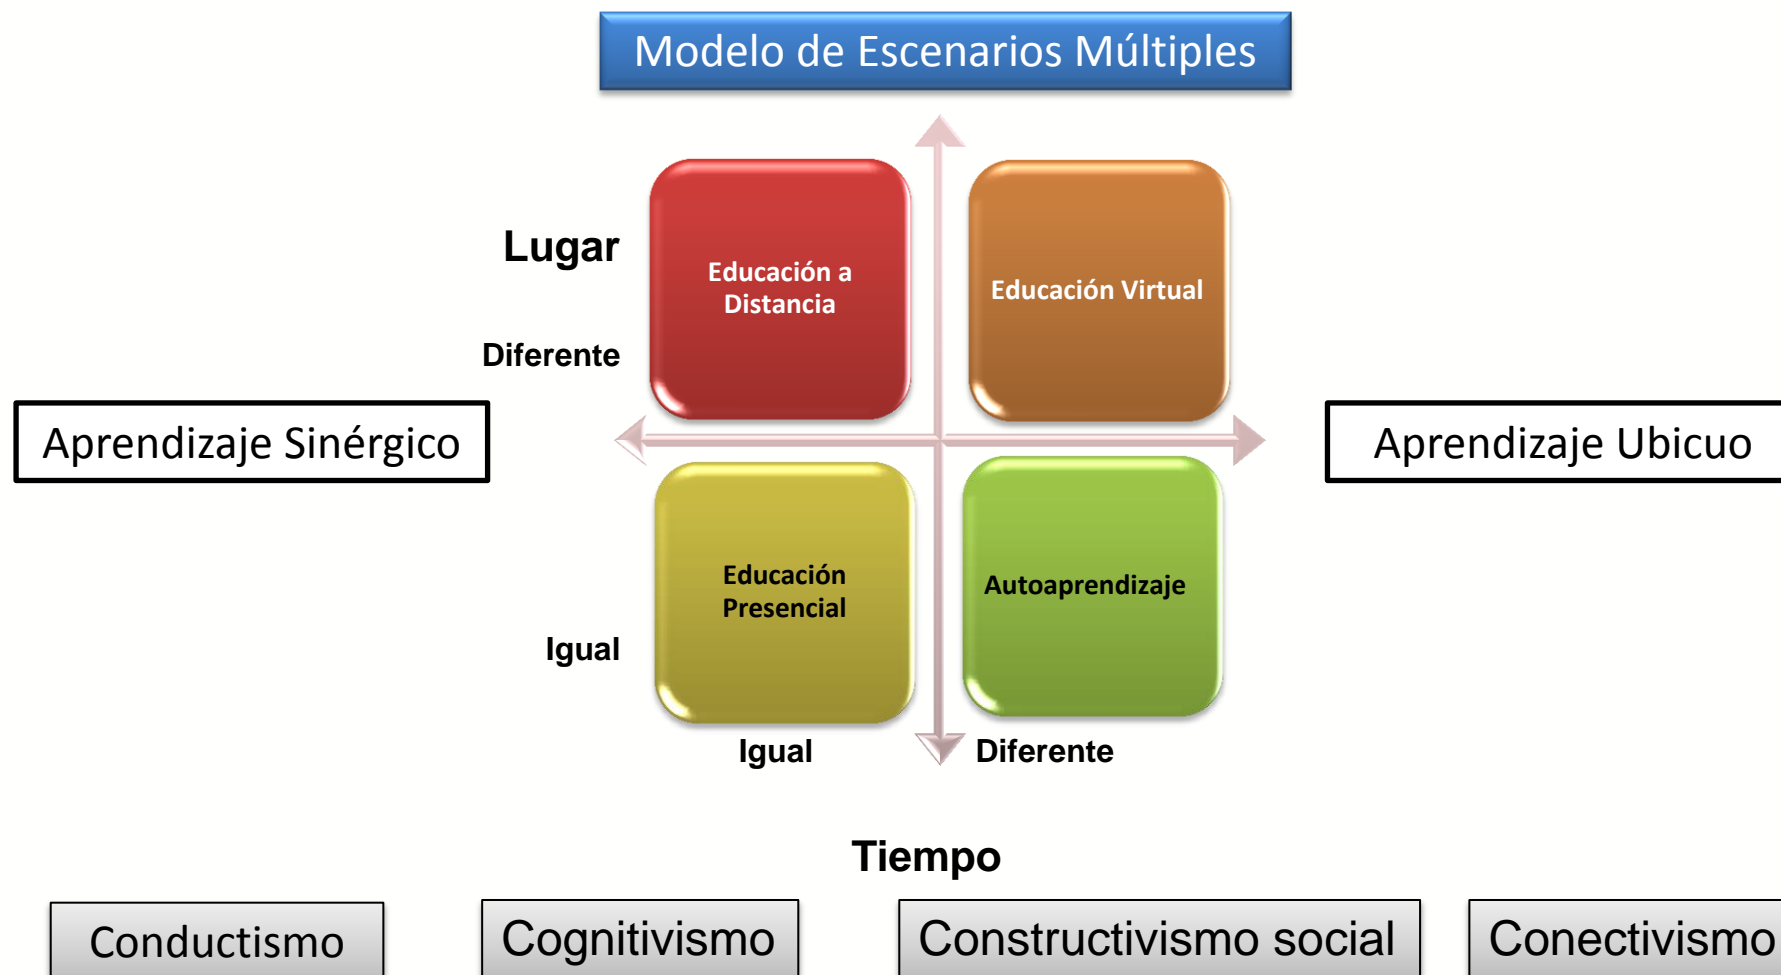 Modelo de Escenarios Múltiples
Lugar
Educación a
Distancia
Educación Virtual
Diferente
Aprendizaje Sinérgico
Aprendizaje Ubicuo
Educación
Presencial
Autoaprendizaje
Igual
Igual
Diferente
Tiempo
Conductismo
Cognitivismo
Constructivismo social
Conectivismo